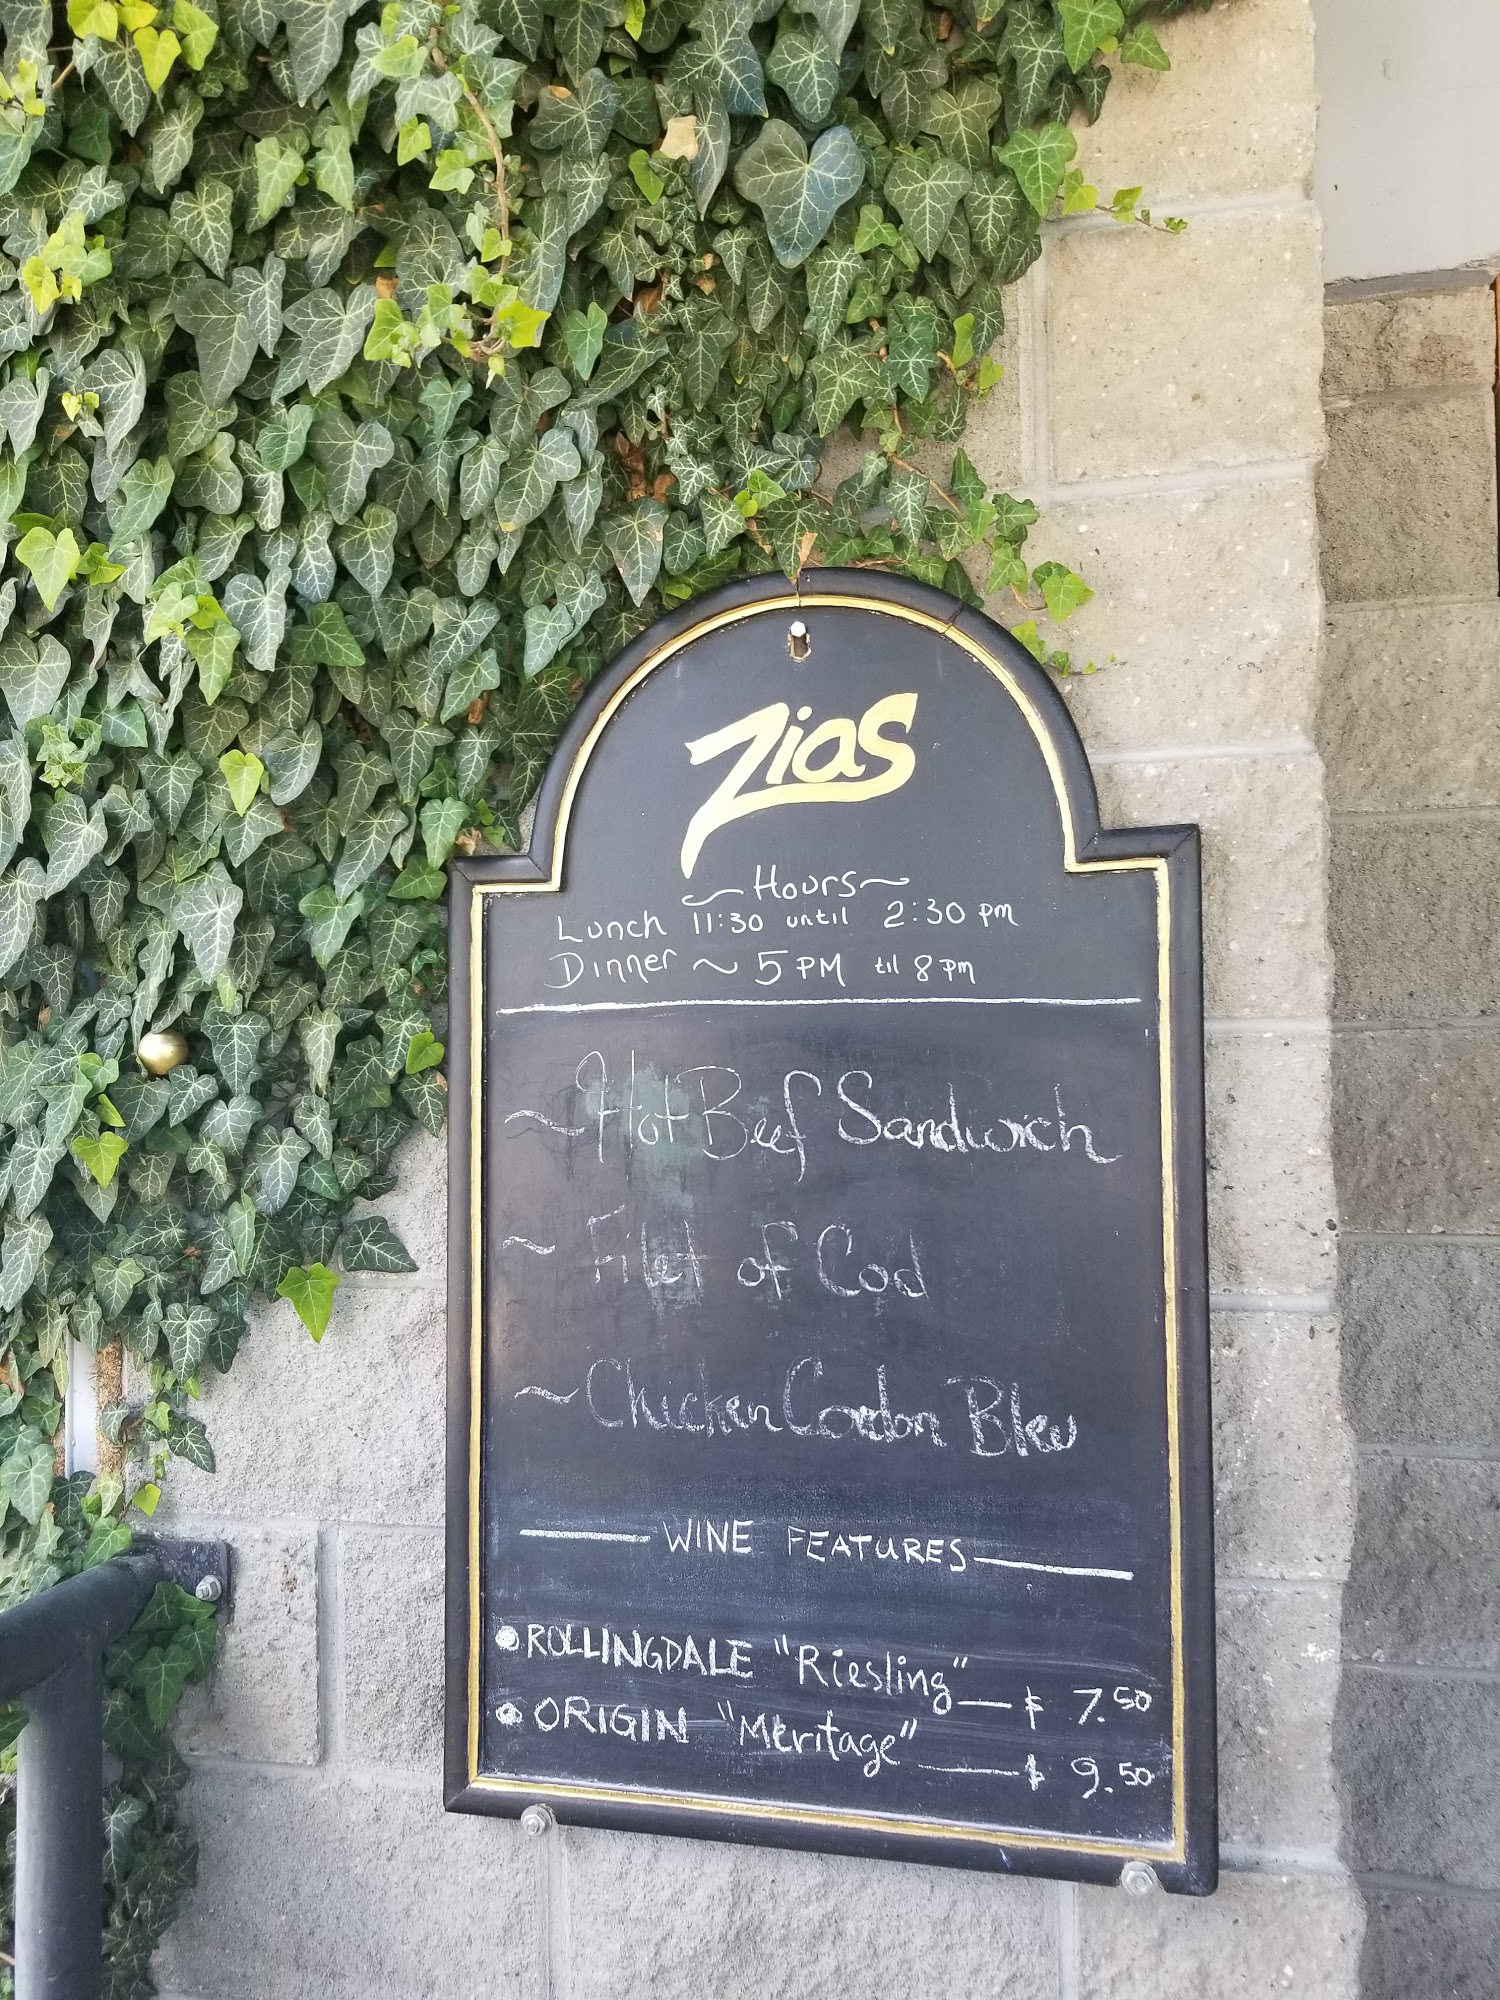 Zias
~Hours~
Lunch 11:30 until 2:30 pm
Dinner ~ 5 PM til 8 pm
~ Hot Beef Sandwich
~ Filet of Cod
~ Chicken Cordon Bleu
WINE FEATURES
• ROLLINGDALE "Riesling" — $ 7.50
• ORIGIN "Meritage" — $ 9.50